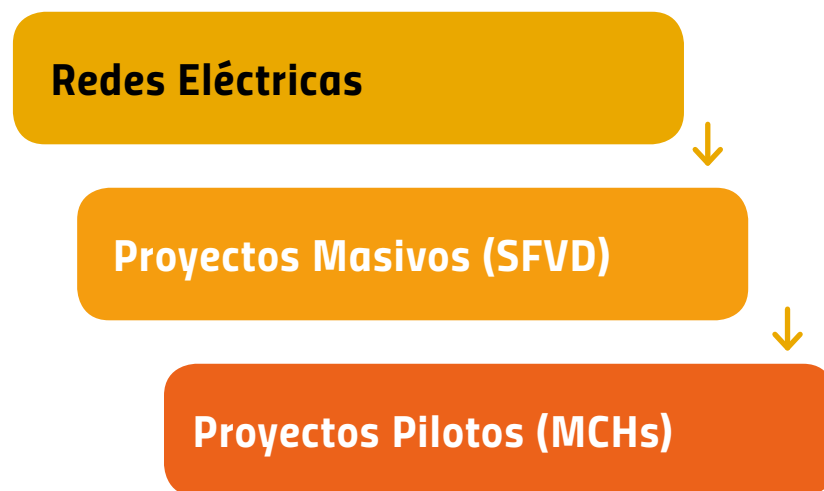 Redes Eléctricas
Proyectos Masivos (SFVD)
Proyectos Pilotos (MCHs)